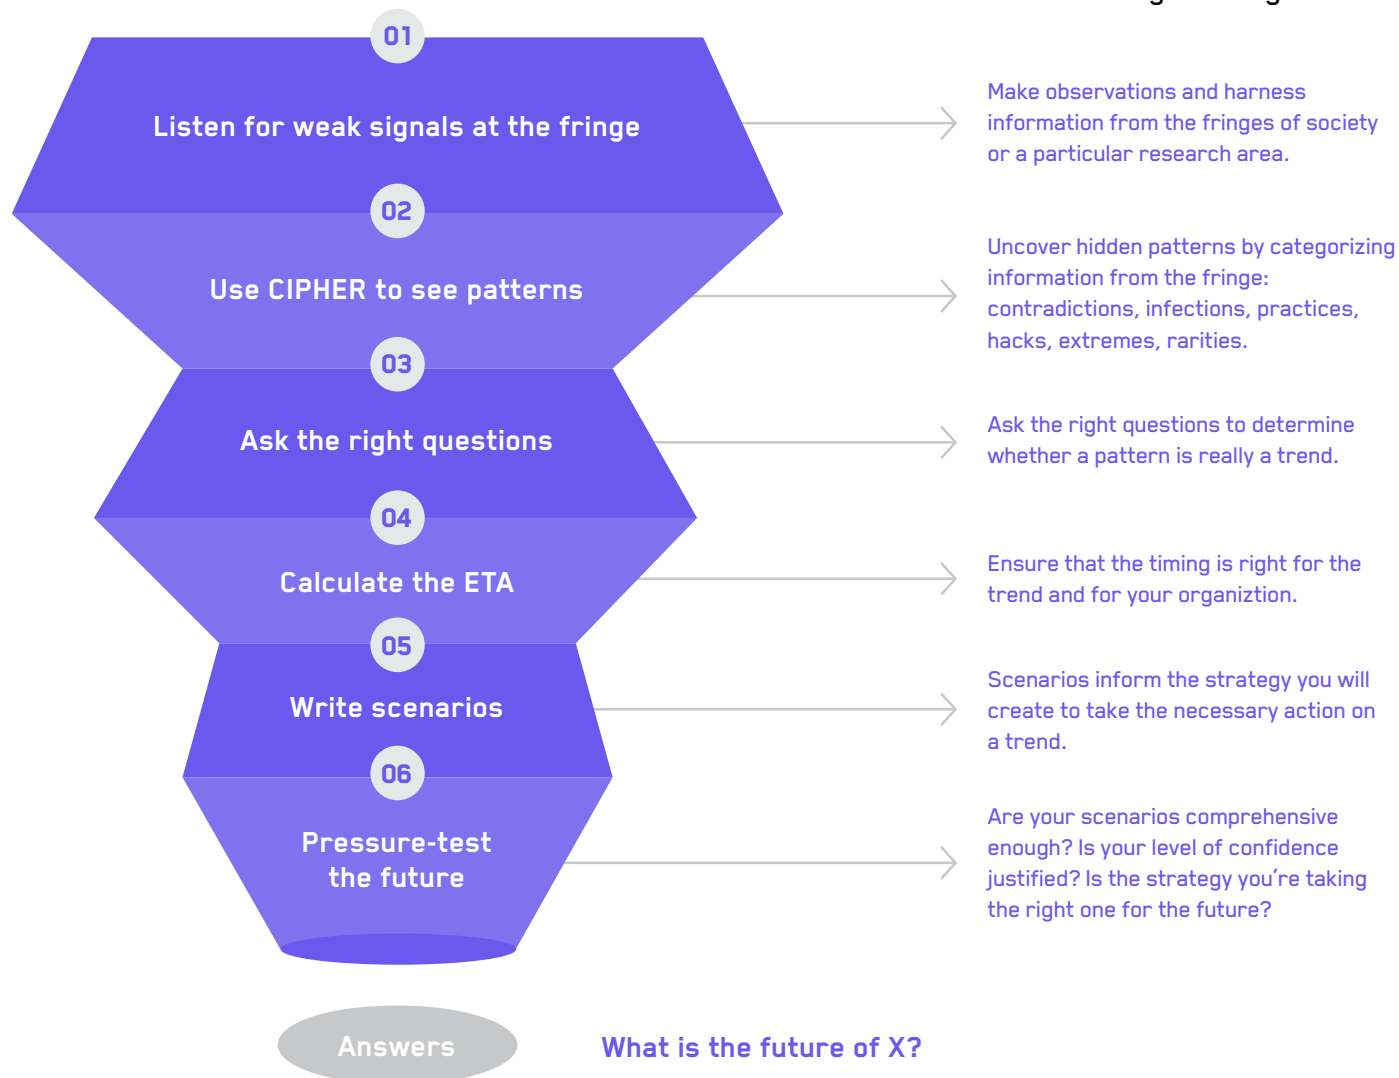 01
Listen for weak signals at the fringe
Make observations and harness
information from the fringes of society
or a particular research area.
02
Use CIPHER to see patterns
Uncover hidden patterns by categorizing
information from the fringe:
contradictions, infections, practices,
hacks, extremes, rarities.
03
Ask the right questions
Ask the right questions to determine
whether a pattern is really a trend.
04
Calculate the ETA
Ensure that the timing is right for the
trend and for your organiztion.
05
Write scenarios
Scenarios inform the strategy you will
create to take the necessary action on
a trend.
06
Pressure-test
the future
Are your scenarios comprehensive
enough? Is your level of confidence
justified? Is the strategy you're taking
the right one for the future?
Answers
What is the future of X?